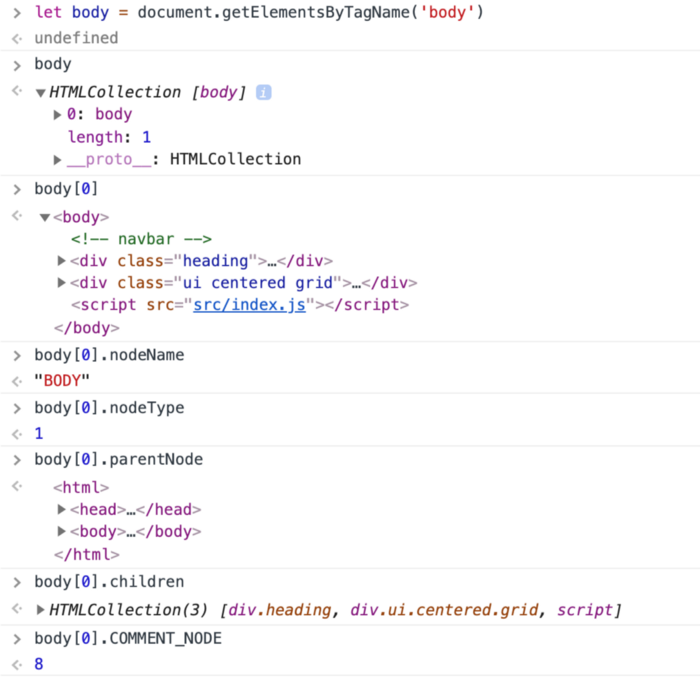 > let body = document.getElementsByTagName('body')
<· undefined
> body
<· ▼HTMLCollection [body] i
▶0: body
length: 1
▶__proto__: HTMLCollection
> body[0]
<· ▼<body>
<!-- navbar -->
▶<div class="heading">…</div>
▶<div class="ui centered grid">…</div>
<script src="src/index.js"></script>
</body>
> body[0].nodeName
<· "BODY"
> body[0].nodeType
<· 1
> body[0].parentNode
<· <html>
▶<head>…</head>
▶<body>…</body>
</html>
> body[0].children
<· ▶HTMLCollection(3) [div.heading, div.ui.centered.grid, script]
> body[0].COMMENT_NODE
<· 8